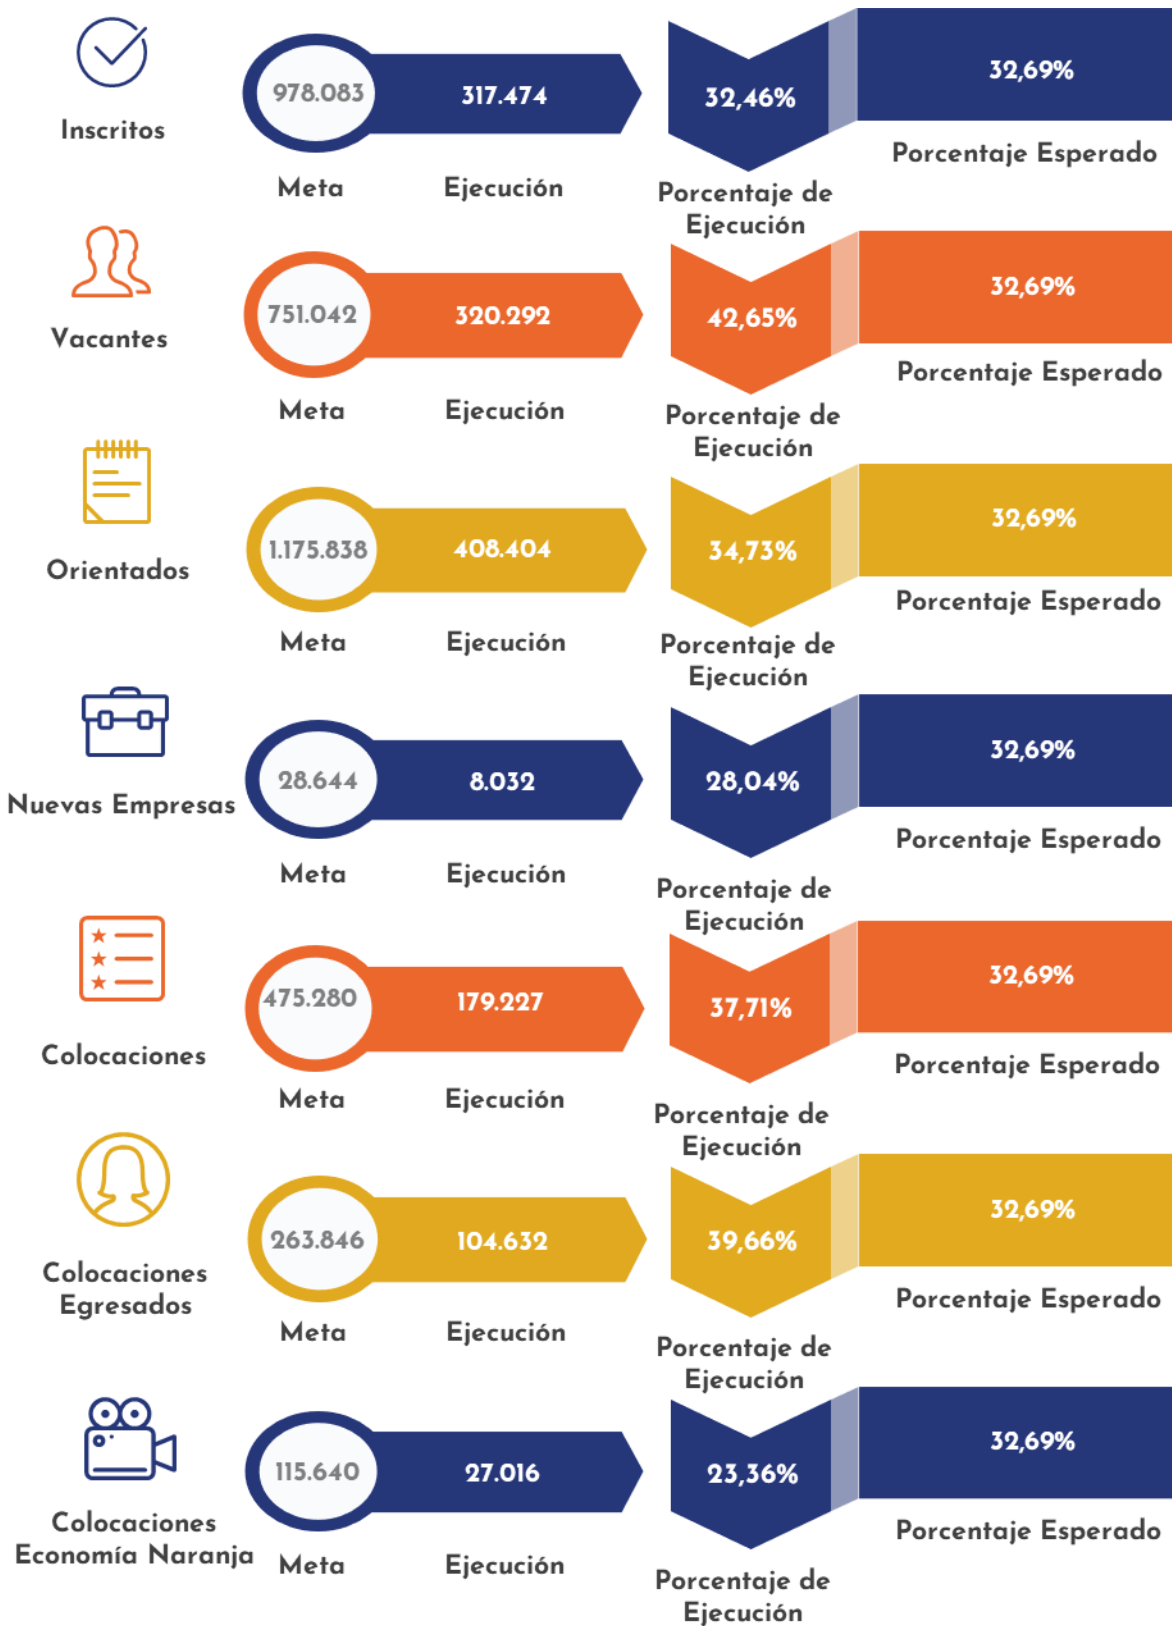 Inscritos
978.083
317.474
32,46%
32,69%
Meta
Ejecución
Porcentaje de
Ejecución
Porcentaje Esperado
Vacantes
751.042
320.292
42,65%
32,69%
Meta
Ejecución
Porcentaje de
Ejecución
Porcentaje Esperado
Orientados
1.175.838
408.404
34,73%
32,69%
Meta
Ejecución
Porcentaje de
Ejecución
Porcentaje Esperado
Nuevas Empresas
28.644
8.032
28,04%
32,69%
Meta
Ejecución
Porcentaje de
Ejecución
Porcentaje Esperado
Colocaciones
475.280
179.227
37,71%
32,69%
Meta
Ejecución
Porcentaje de
Ejecución
Porcentaje Esperado
Colocaciones
Egresados
263.846
104.632
39,66%
32,69%
Meta
Ejecución
Porcentaje de
Ejecución
Porcentaje Esperado
Colocaciones
Economía Naranja
115.640
27.016
23,36%
32,69%
Meta
Ejecución
Porcentaje de
Ejecución
Porcentaje Esperado